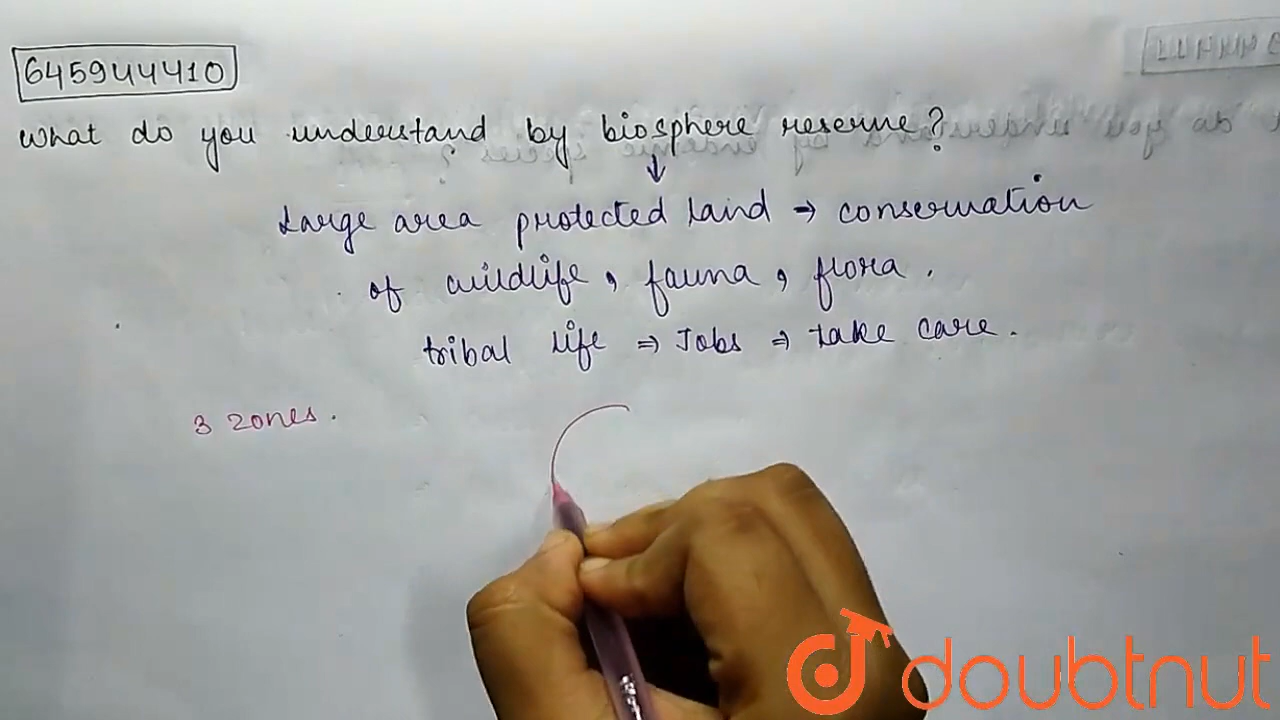 645944410
What do you understand by biosphere reserve?
↓
Large area protected land → conservation
of wildlife, fauna, flora.
tribal life ⇒ Jobs ⇒ take care.
3 zones.
doubtnut